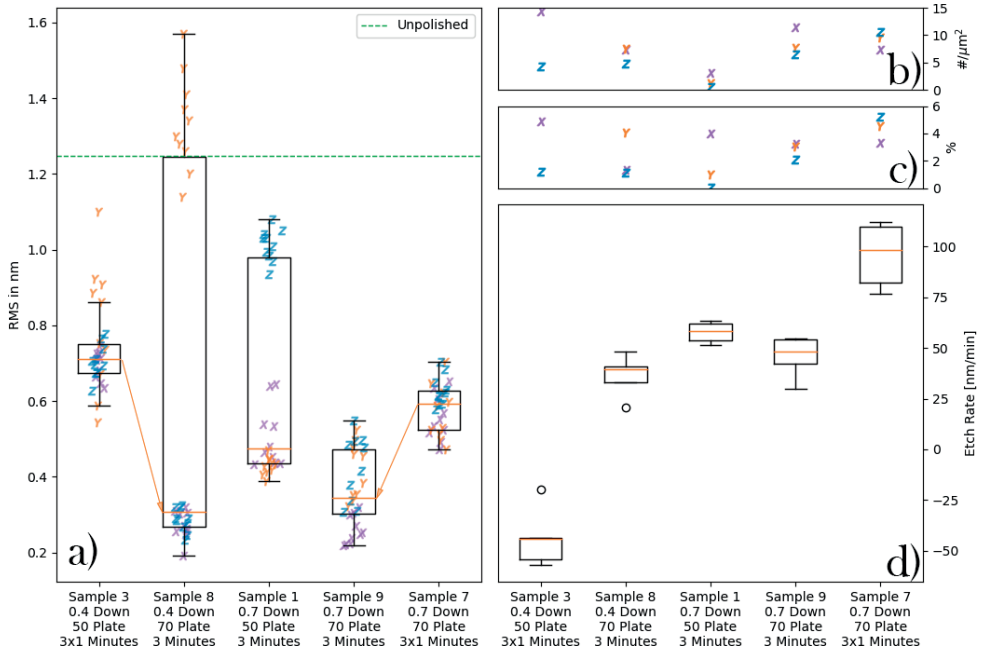 1.6
1.4
1.2
1.0
0.8
0.6
0.4
0.2
RMS in nm
Unpolished
a)
Sample 3
0.4 Down
50 Plate
3x1 Minutes
Sample 8
0.4 Down
70 Plate
3 Minutes
Sample 1
0.7 Down
50 Plate
3 Minutes
Sample 9
0.7 Down
70 Plate
3 Minutes
Sample 7
0.7 Down
70 Plate
3x1 Minutes
15
10
5
0
#/μm²
b)
6
4
2
0
%
c)
100
75
50
25
0
−25
−50
Etch Rate [nm/min]
d)
Sample 3
0.4 Down
50 Plate
3x1 Minutes
Sample 8
0.4 Down
70 Plate
3 Minutes
Sample 1
0.7 Down
50 Plate
3 Minutes
Sample 9
0.7 Down
70 Plate
3 Minutes
Sample 7
0.7 Down
70 Plate
3x1 Minutes